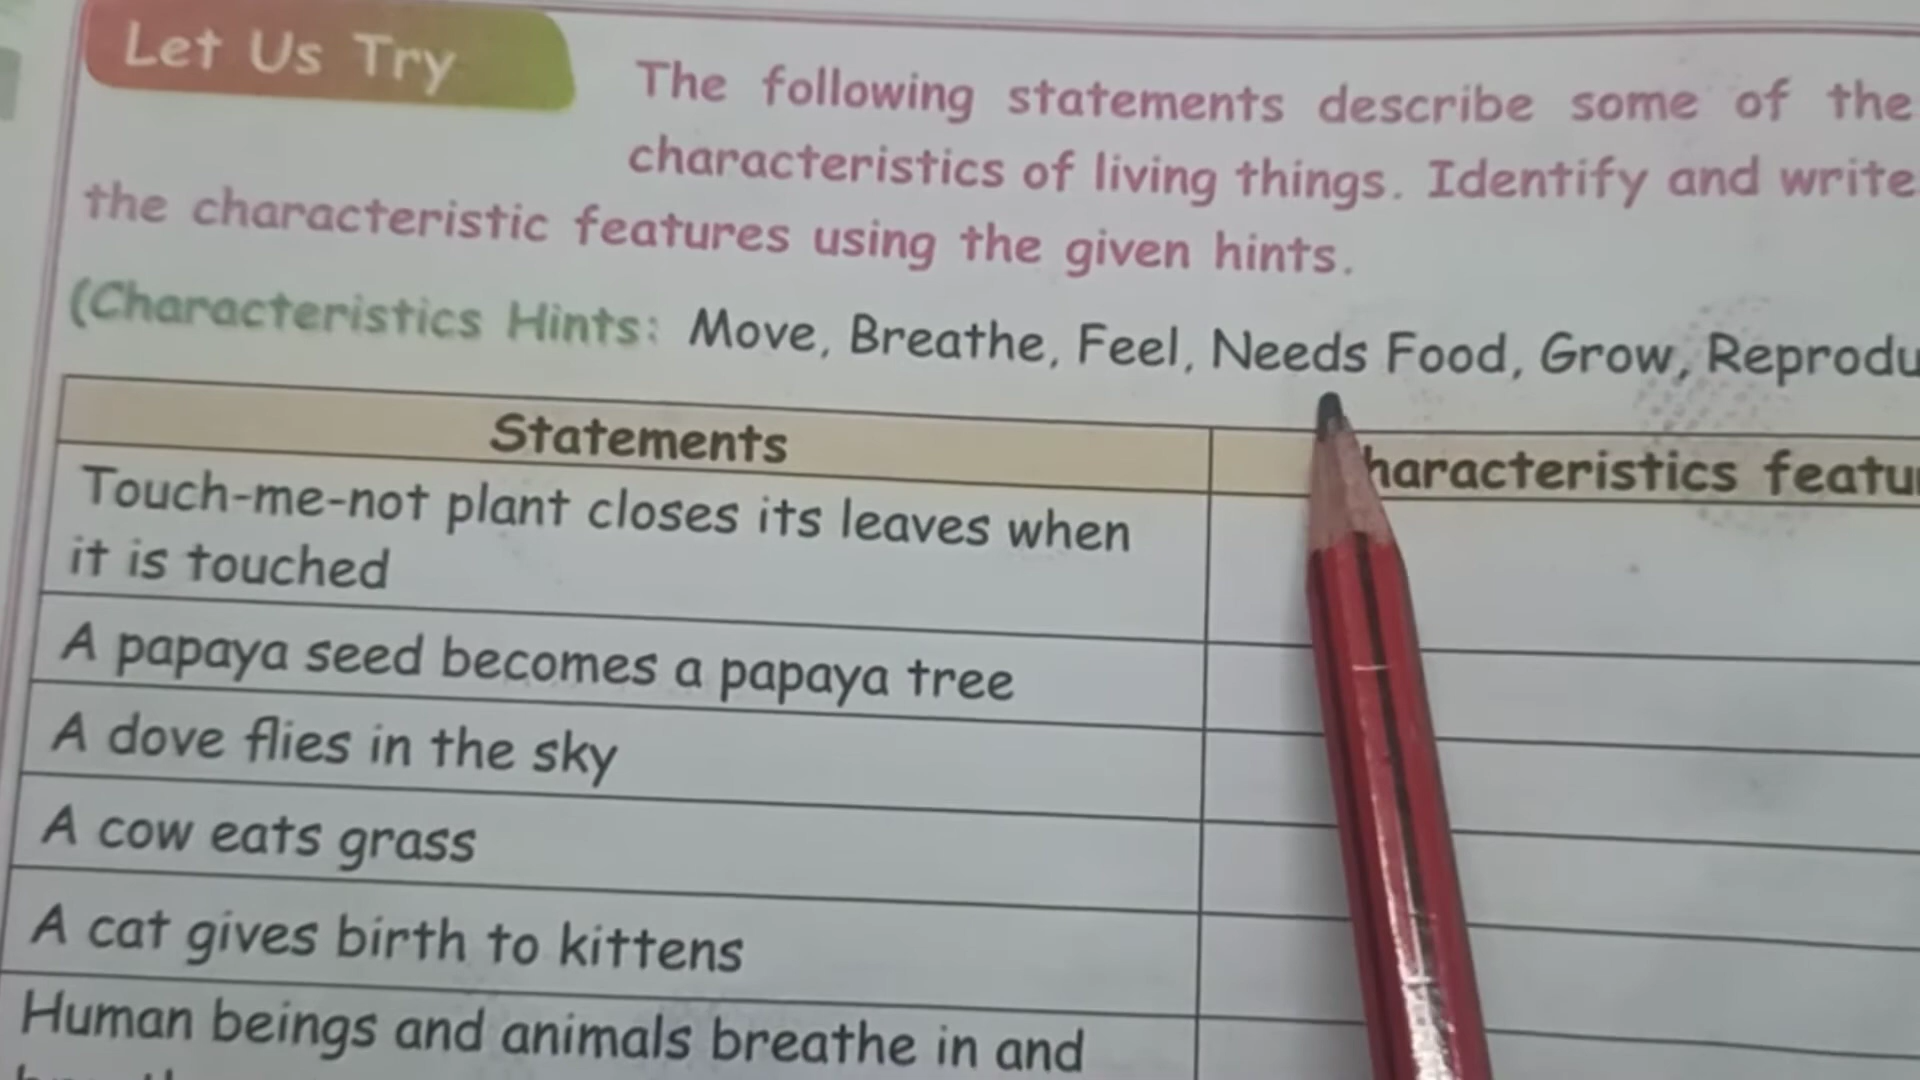 Let Us Try
The following statements describe some of the
characteristics of living things. Identify and write
the characteristic features using the given hints.
(Characteristics Hints: Move, Breathe, Feel, Needs Food, Grow, Reprodu
Statements
haracteristics featur
Touch-me-not plant closes its leaves when
it is touched
A papaya seed becomes a papaya tree
A dove flies in the sky
A cow eats grass
A cat gives birth to kittens
Human beings and animals breathe in and